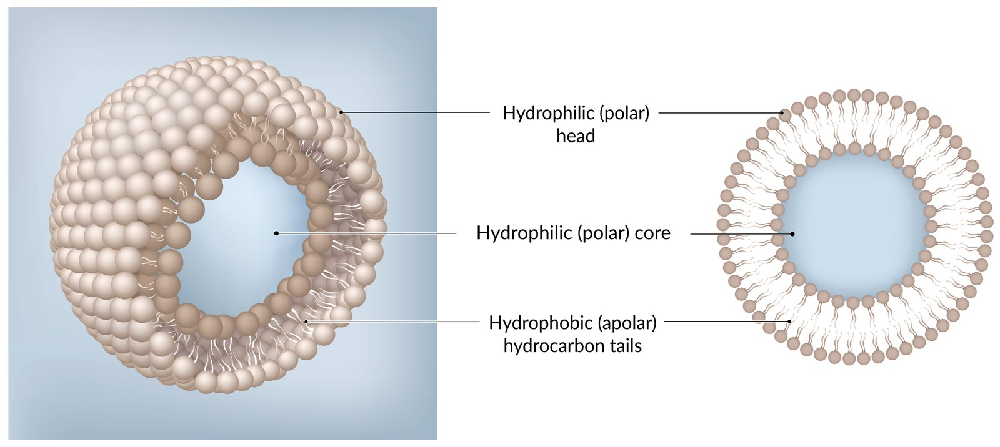 Hydrophilic (polar)
head
Hydrophilic (polar) core
Hydrophobic (apolar)
hydrocarbon tails